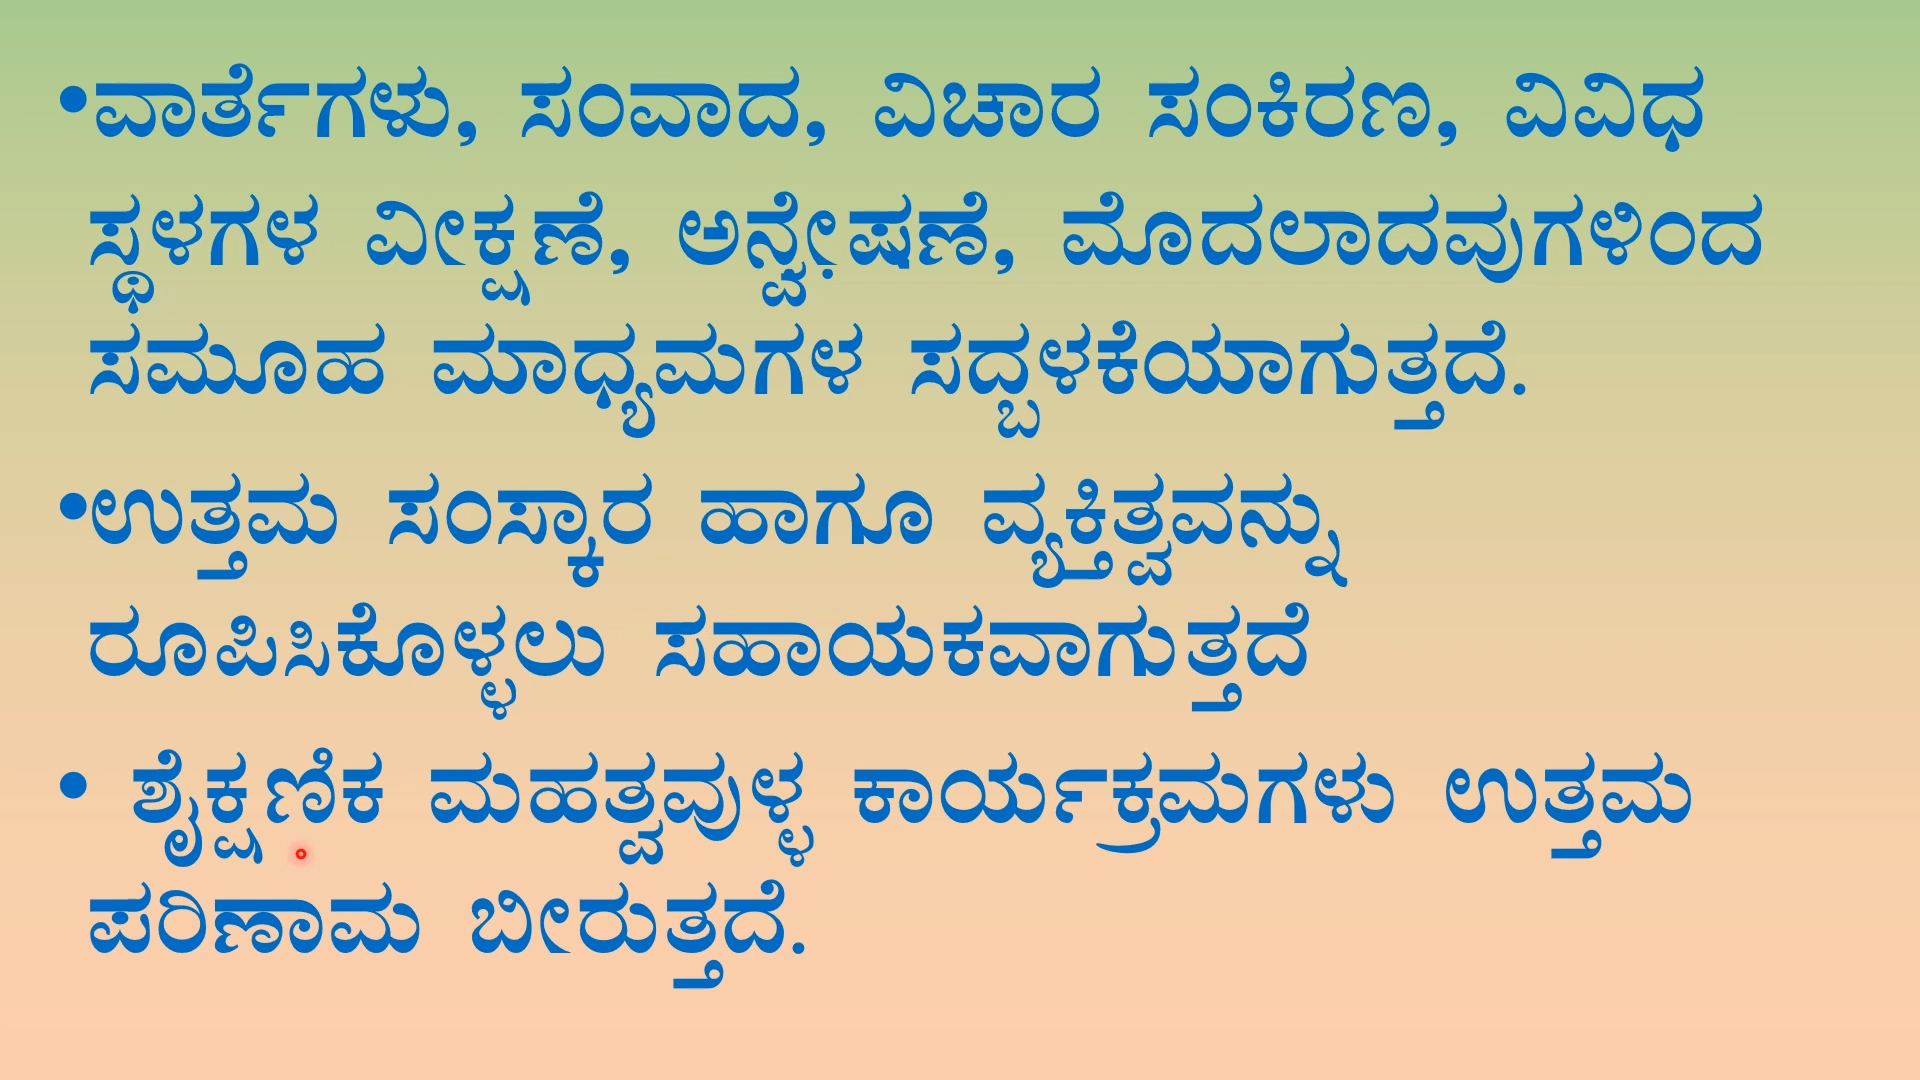 •ವಾರ್ತೆಗಳು, ಸಂವಾದ, ವಿಚಾರ ಸಂಕಿರಣ, ವಿವಿಧ
ಸ್ಥಳಗಳ ವೀಕ್ಷಣೆ, ಅನ್ವೇಷಣೆ, ಮೊದಲಾದವುಗಳಿಂದ
ಸಮೂಹ ಮಾಧ್ಯಮಗಳ ಸದ್ಬಳಕೆಯಾಗುತ್ತದೆ.
•ಉತ್ತಮ ಸಂಸ್ಕಾರ ಹಾಗೂ ವ್ಯಕ್ತಿತ್ವವನ್ನು
ರೂಪಿಸಿಕೊಳ್ಳಲು ಸಹಾಯಕವಾಗುತ್ತದೆ
• ಶೈಕ್ಷಣಿಕ ಮಹತ್ವವುಳ್ಳ ಕಾರ್ಯಕ್ರಮಗಳು ಉತ್ತಮ
ಪರಿಣಾಮ ಬೀರುತ್ತದೆ.